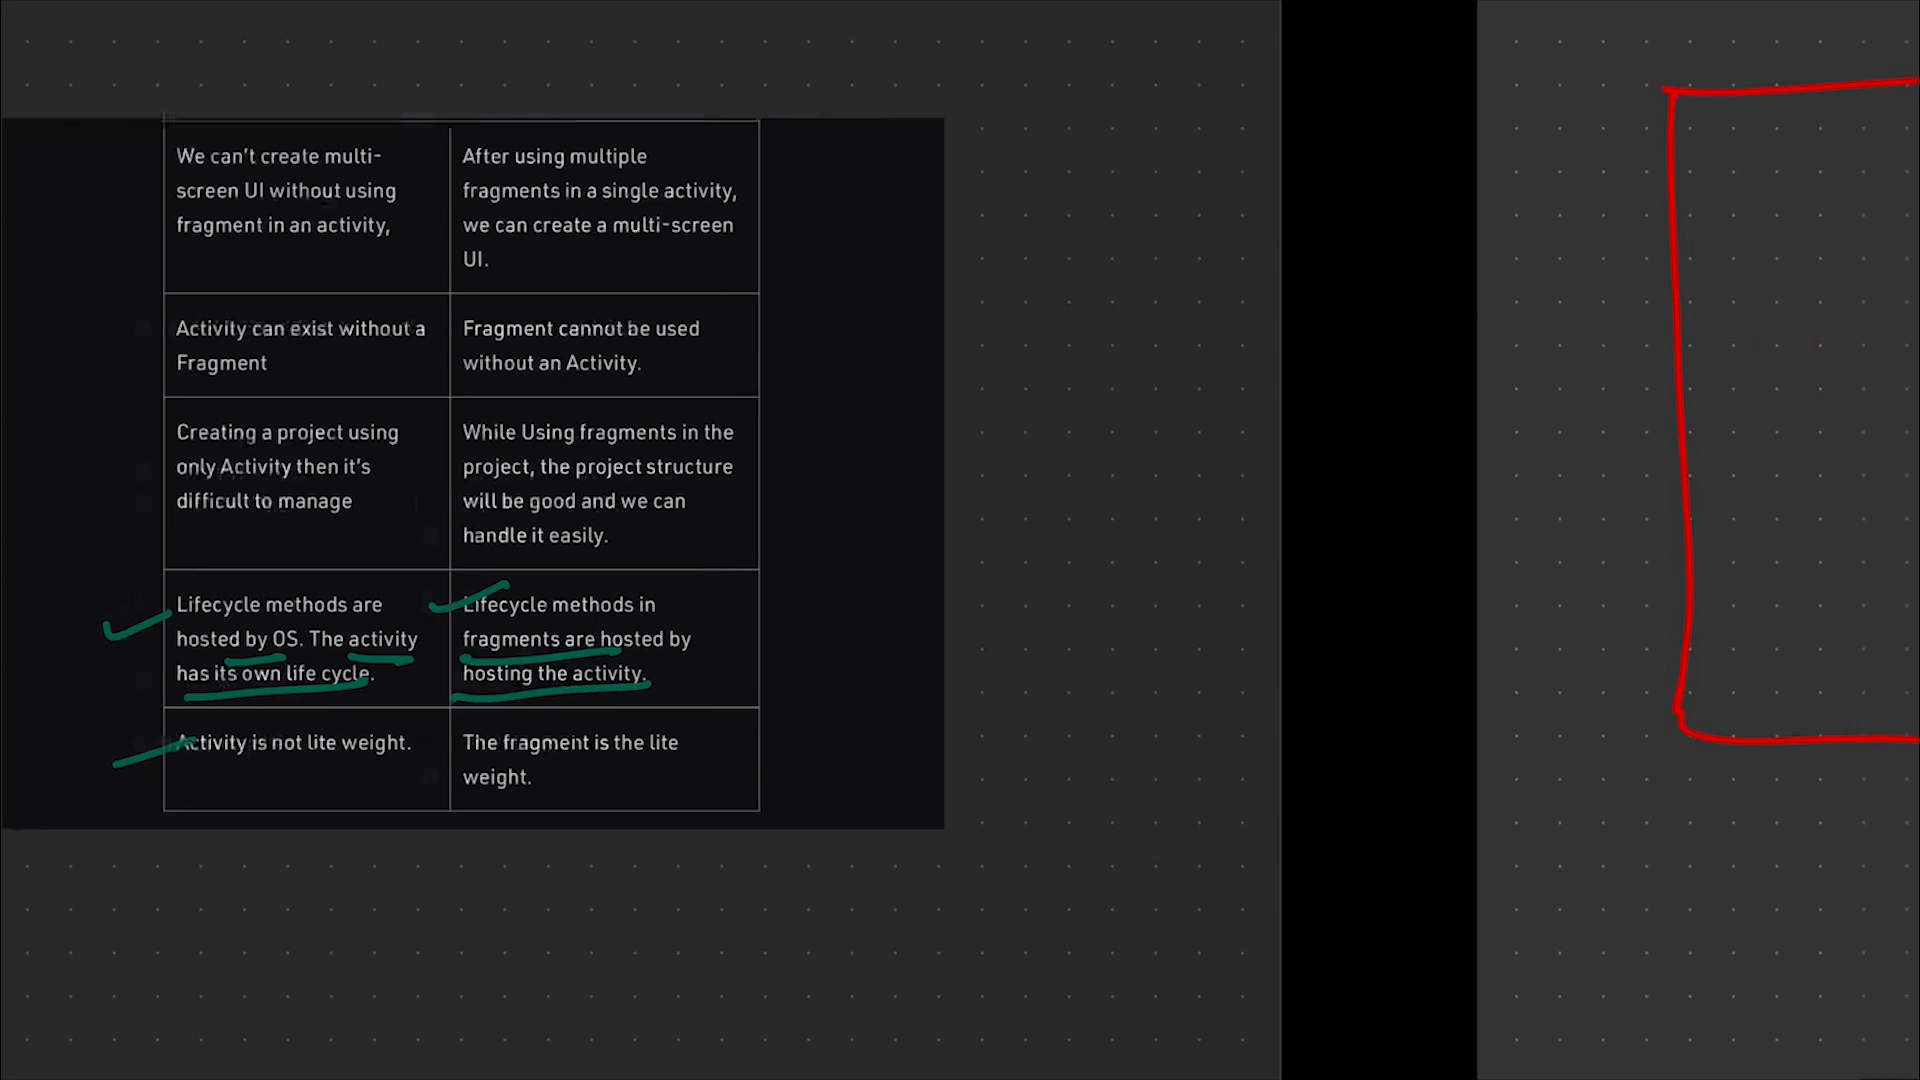 We can't create multi-
screen UI without using
fragment in an activity,
After using multiple
fragments in a single activity,
we can create a multi-screen
UI.
Activity can exist without a
Fragment
Fragment cannot be used
without an Activity.
Creating a project using
only Activity then it's
difficult to manage
While Using fragments in the
project, the project structure
will be good and we can
handle it easily.
Lifecycle methods are
hosted by OS. The activity
has its own life cycle.
Lifecycle methods in
fragments are hosted by
hosting the activity.
Activity is not lite weight.
The fragment is the lite
weight.